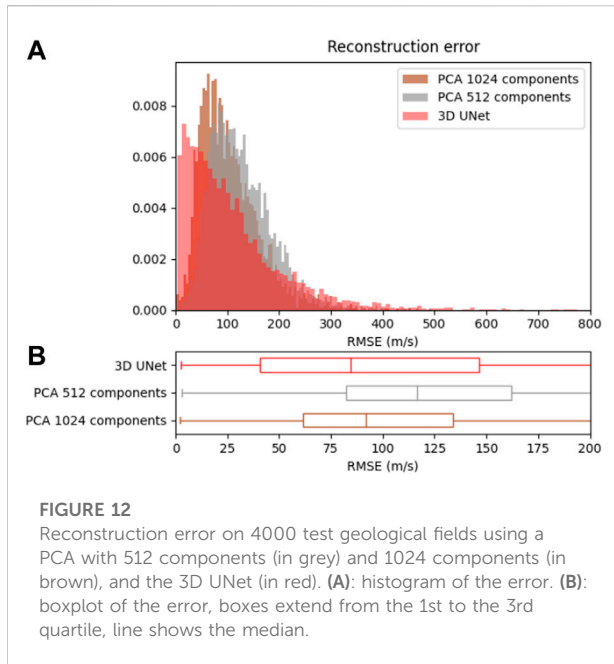 A
Reconstruction error
PCA 1024 components
PCA 512 components
3D UNet
0.008
0.006
0.004
0.002
0.000
0 100 200 300 400 500 600 700 800
RMSE (m/s)
B
3D UNet
PCA 512 components
PCA 1024 components
0 25 50 75 100 125 150 175 200
RMSE (m/s)
FIGURE 12
Reconstruction error on 4000 test geological fields using a
PCA with 512 components (in grey) and 1024 components (in
brown), and the 3D UNet (in red). (A): histogram of the error. (B):
boxplot of the error, boxes extend from the 1st to the 3rd
quartile, line shows the median.